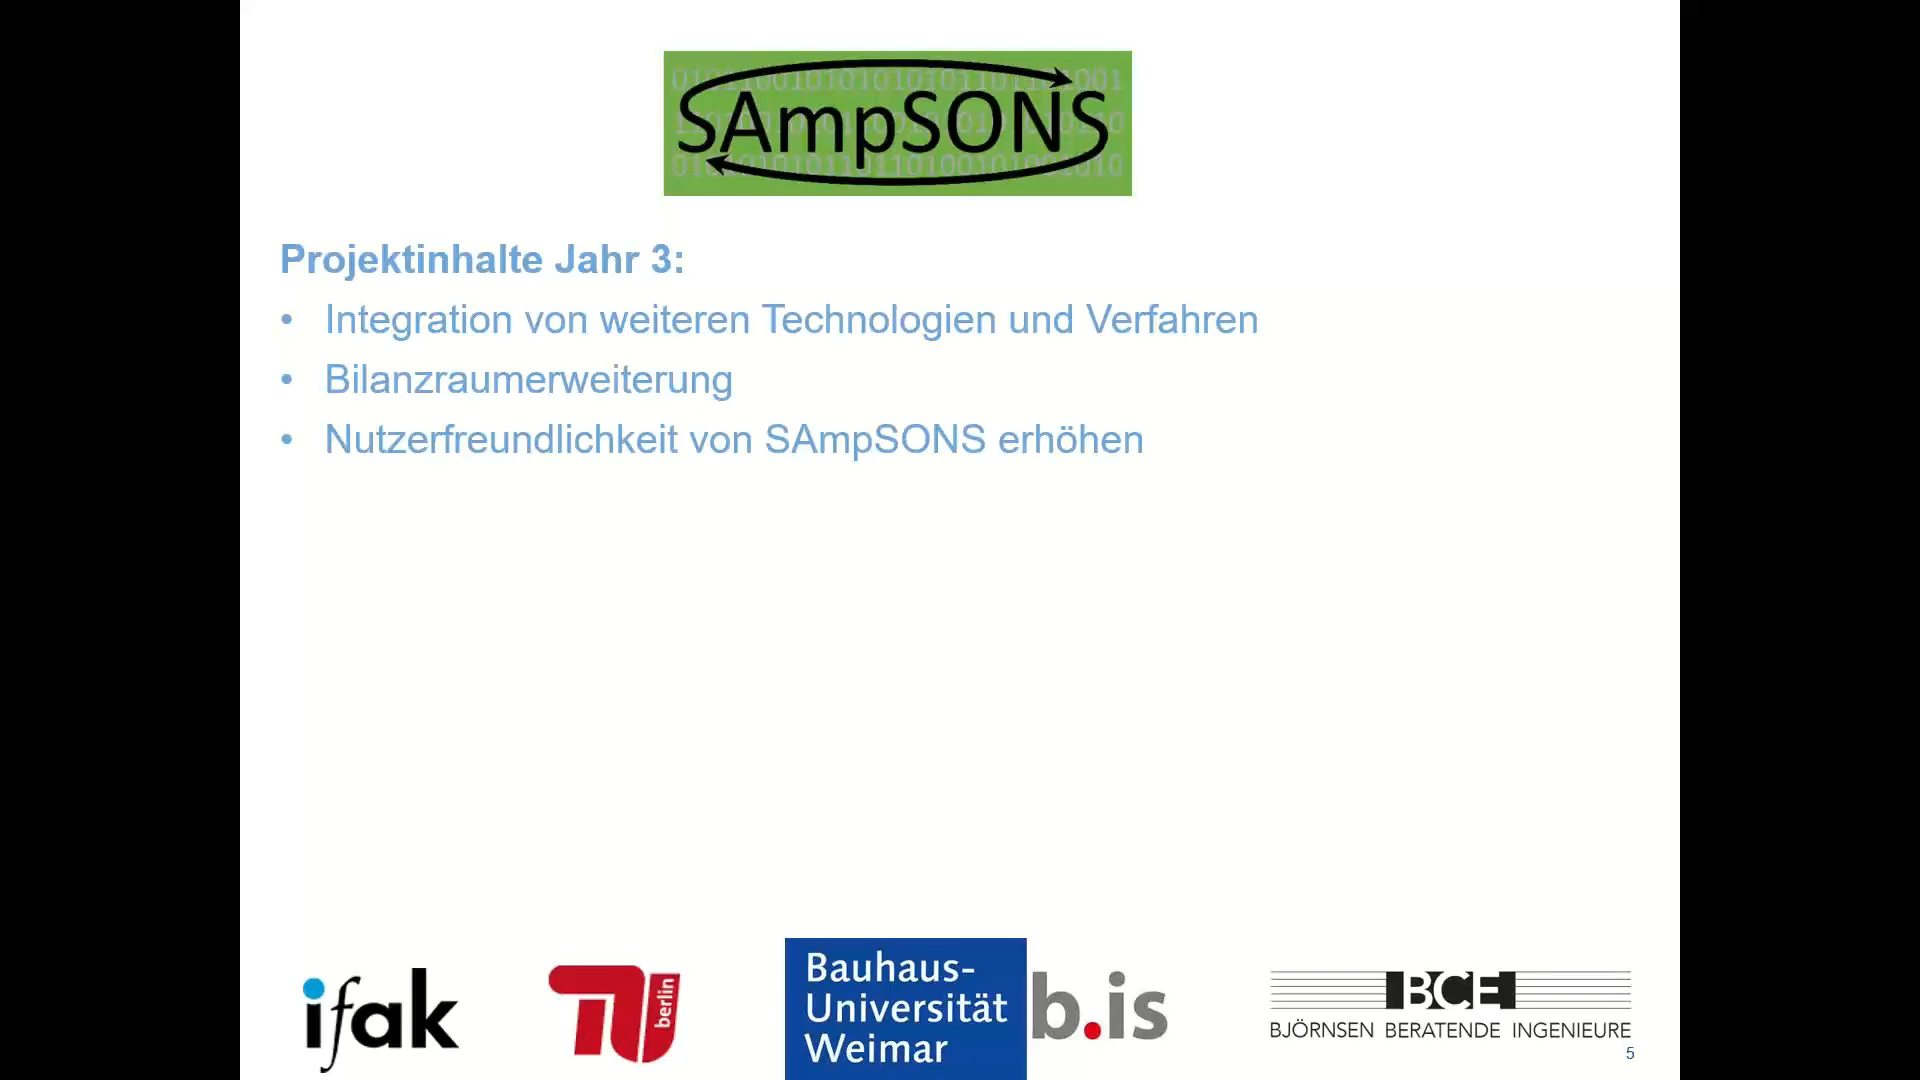 SAmpSONS
Projektinhalte Jahr 3:
• Integration von weiteren Technologien und Verfahren
• Bilanzraumerweiterung
• Nutzerfreundlichkeit von SAmpSONS erhöhen
ifak
TU berlin
Bauhaus-
Universität
Weimar
b.is
BCE
BJÖRNSEN BERATENDE INGENIEURE
5